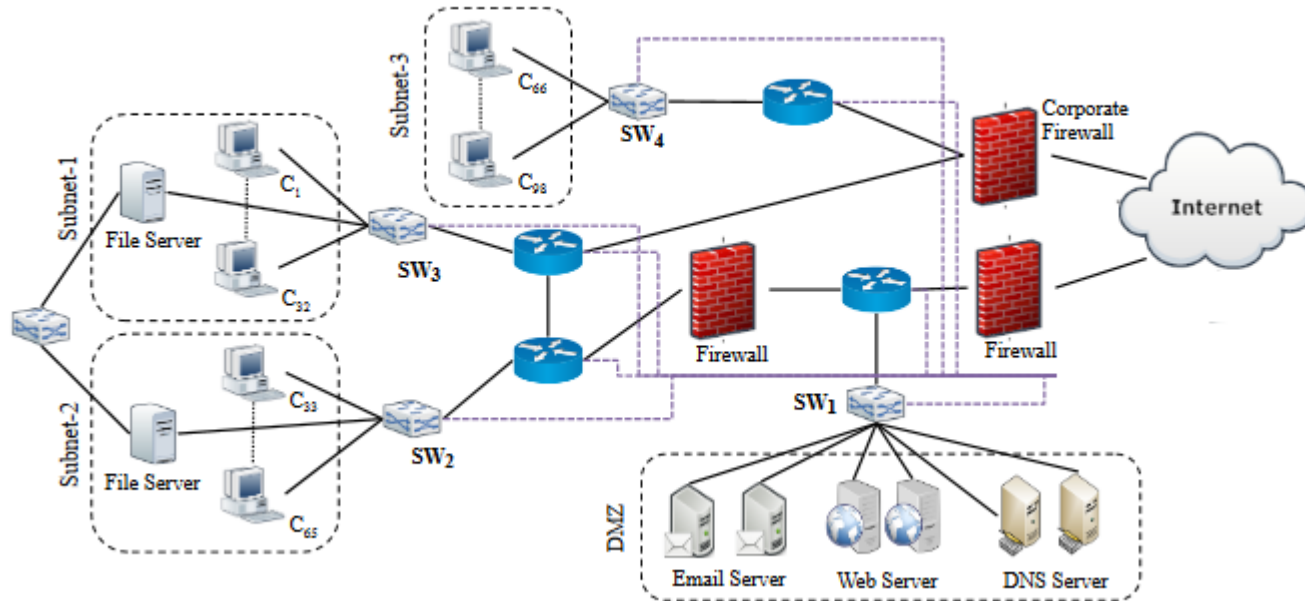 Subnet-3
C66
C98
SW4
Corporate
Firewall
Internet
Subnet-1
File Server
C1
C32
SW3
Firewall
Firewall
Subnet-2
File Server
C33
C65
SW2
SW1
DMZ
Email Server
Web Server
DNS Server